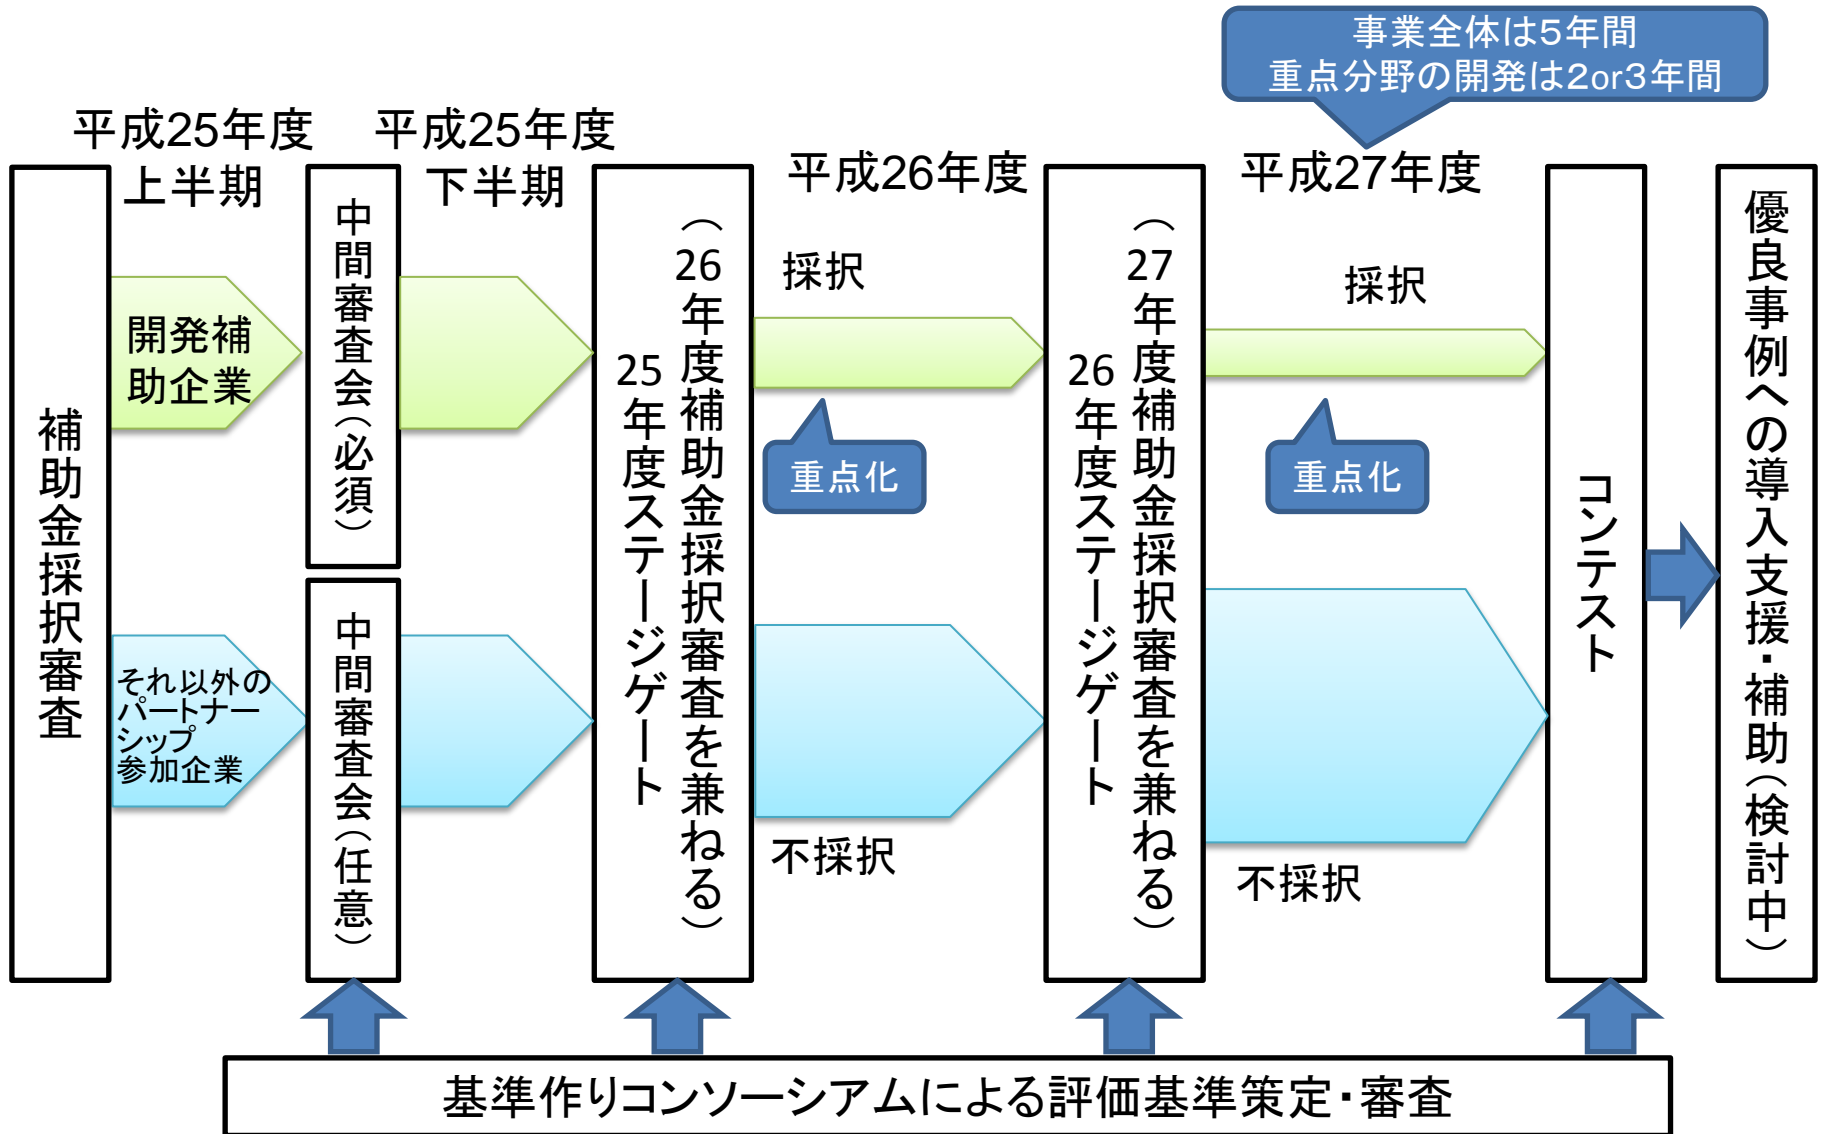 事業全体は5年間
重点分野の開発は2or3年間
平成25年度
上半期
平成25年度
下半期
平成26年度
平成27年度
補助金採択審査
開発補
助企業
それ以外の
パートナー
シップ
参加企業
中間審査会(必須)
中間審査会(任意)
(26年度補助金採択審査を兼ねる)
25年度ステージゲート
採択
重点化
不採択
(27年度補助金採択審査を兼ねる)
26年度ステージゲート
採択
重点化
不採択
コンテスト
優良事例への導入支援・補助(検討中)
基準作りコンソーシアムによる評価基準策定・審査